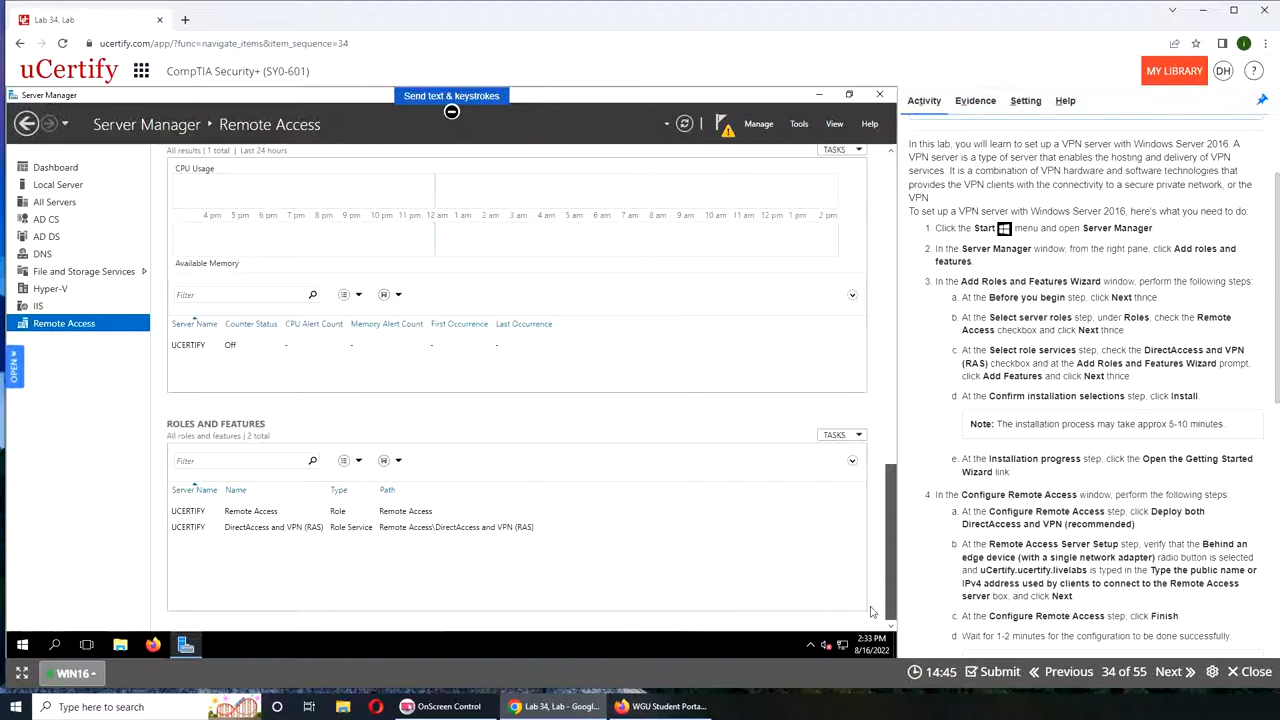 Lab 34, Lab
ucertify.com/app/?func=navigate_items&item_sequence=34
i
uCertify
CompTIA Security+ (SY0-601)
MY LIBRARY
DH
?
Server Manager
Send text & keystrokes
Server Manager • Remote Access
Manage
Tools
View
Help
Dashboard
Local Server
All Servers
AD CS
AD DS
DNS
File and Storage Services
Hyper-V
IIS
Remote Access
OPEN
All results | 1 total | Last 24 hours
TASKS
CPU Usage
4 pm 5 pm 6 pm 7 pm 8 pm 9 pm 10 pm 11 pm 12 am 1 am 2 am 3 am 4 am 5 am 6 am 7 am 8 am 9 am 10 am 11 am 12 pm 1 pm 2 pm
Available Memory
Filter
Server Name Counter Status CPU Alert Count Memory Alert Count First Occurrence Last Occurrence
UCERTIFY Off - - - -
ROLES AND FEATURES
All roles and features | 2 total
TASKS
Filter
Server Name Name Type Path
UCERTIFY Remote Access Role Remote Access
UCERTIFY DirectAccess and VPN (RAS) Role Service Remote Access\DirectAccess and VPN (RAS)
2:33 PM
8/16/2022
WIN16
Activity Evidence Setting Help
In this lab, you will learn to set up a VPN server with Windows Server 2016. A
VPN server is a type of server that enables the hosting and delivery of VPN
services. It is a combination of VPN hardware and software technologies that
provides the VPN clients with the connectivity to a secure private network, or the
VPN
To set up a VPN server with Windows Server 2016, here's what you need to do:
1. Click the Start menu and open Server Manager.
2. In the Server Manager window, from the right pane, click Add roles and
features.
3. In the Add Roles and Features Wizard window, perform the following steps:
a. At the Before you begin step, click Next thrice.
b. At the Select server roles step, under Roles, check the Remote
Access checkbox and click Next thrice
c. At the Select role services step, check the DirectAccess and VPN
(RAS) checkbox and at the Add Roles and Features Wizard prompt,
click Add Features and click Next thrice
d. At the Confirm installation selections step, click Install.
Note: The installation process may take approx 5-10 minutes.
e. At the Installation progress step, click the Open the Getting Started
Wizard link.
4. In the Configure Remote Access window, perform the following steps.
a. At the Configure Remote Access step, click Deploy both
DirectAccess and VPN (recommended)
b. At the Remote Access Server Setup step, verify that the Behind an
edge device (with a single network adapter) radio button is selected
and uCertify.ucertify.livelabs is typed in the Type the public name or
IPv4 address used by clients to connect to the Remote Access
server box, and click Next.
c. At the Configure Remote Access step, click Finish
d. Wait for 1-2 minutes for the configuration to be done successfully.
14:45 Submit Previous 34 of 55 Next Close
Type here to search
OnScreen Control
Lab 34, Lab - Googl...
WGU Student Porta...